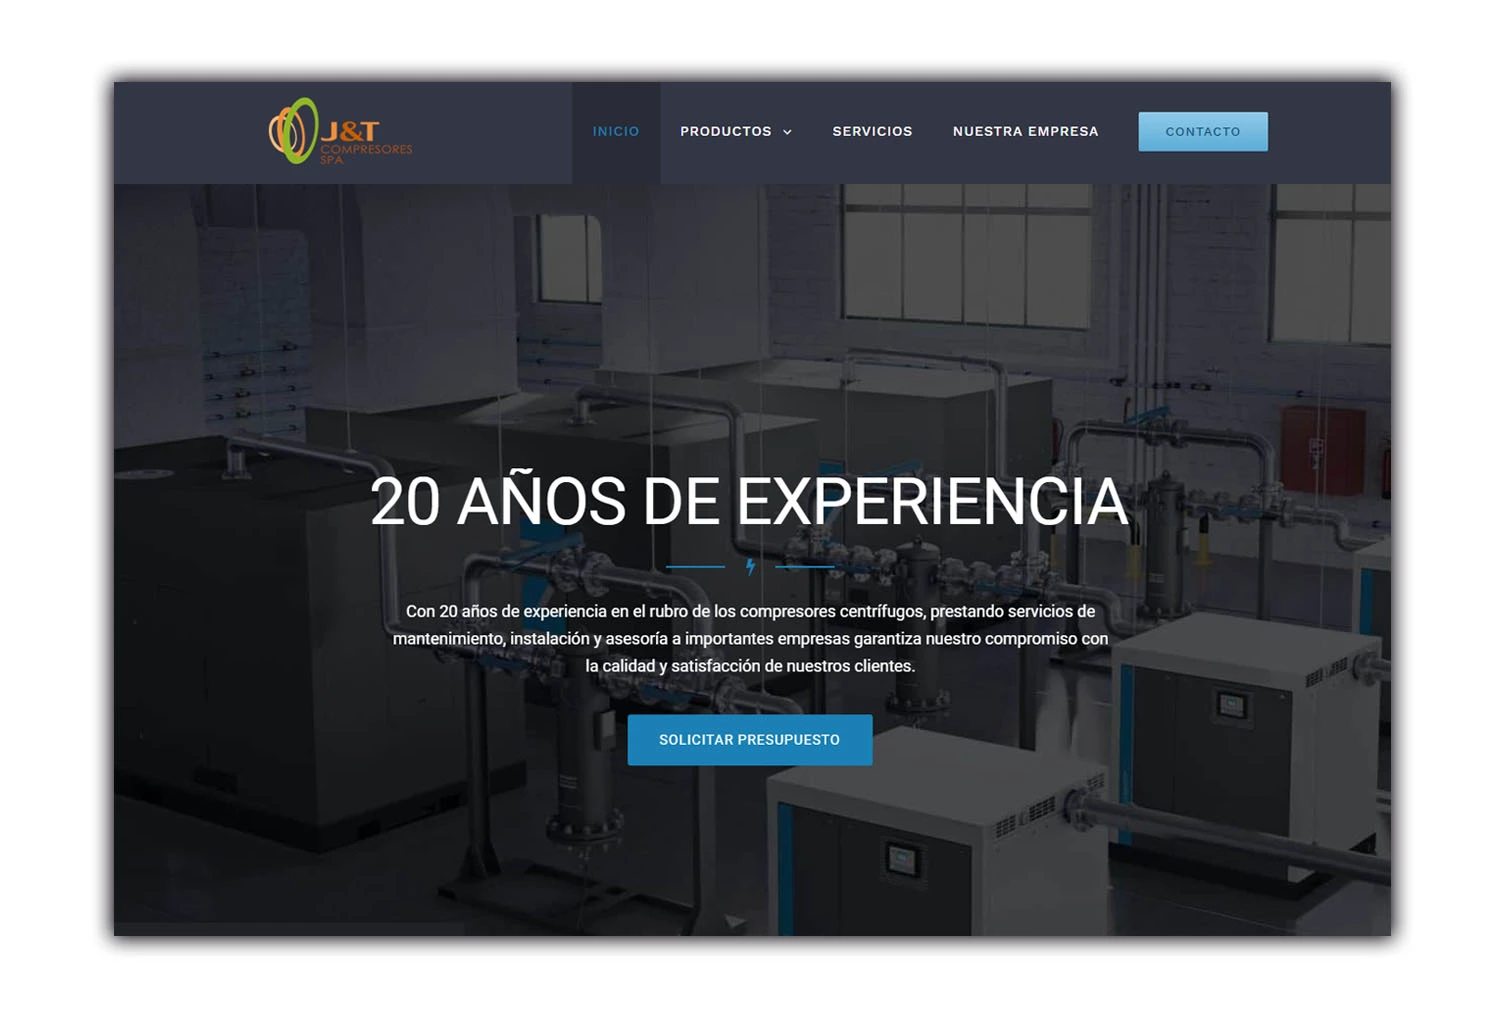 J&T
COMPRESORES
SPA
INICIO
PRODUCTOS
SERVICIOS
NUESTRA EMPRESA
CONTACTO
20 AÑOS DE EXPERIENCIA
Con 20 años de experiencia en el rubro de los compresores centrífugos, prestando servicios de
mantenimiento, instalación y asesoría a importantes empresas garantiza nuestro compromiso con
la calidad y satisfacción de nuestros clientes.
SOLICITAR PRESUPUESTO